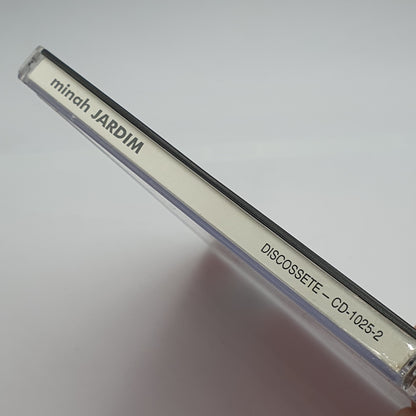 minah JARDIM
DISCOSSETE – CD-1025-2